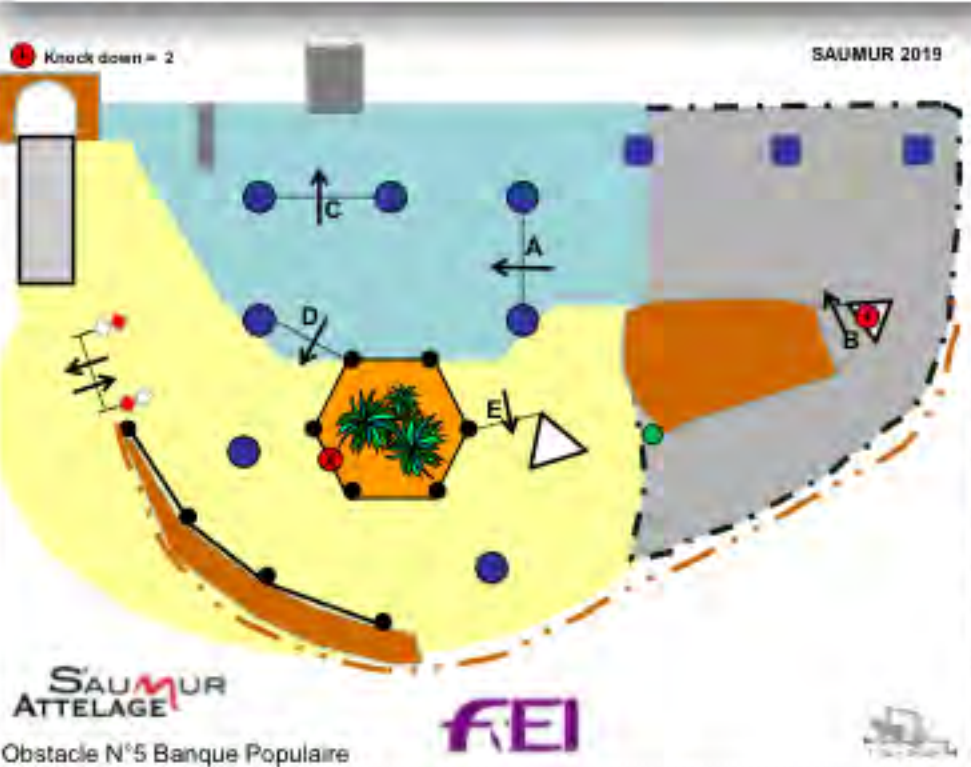 Knock down = 2
SAUMUR 2019
C
A
D
B
E
SAUMUR
ATTELAGE
FEI
Obstacle N°5 Banque Populaire